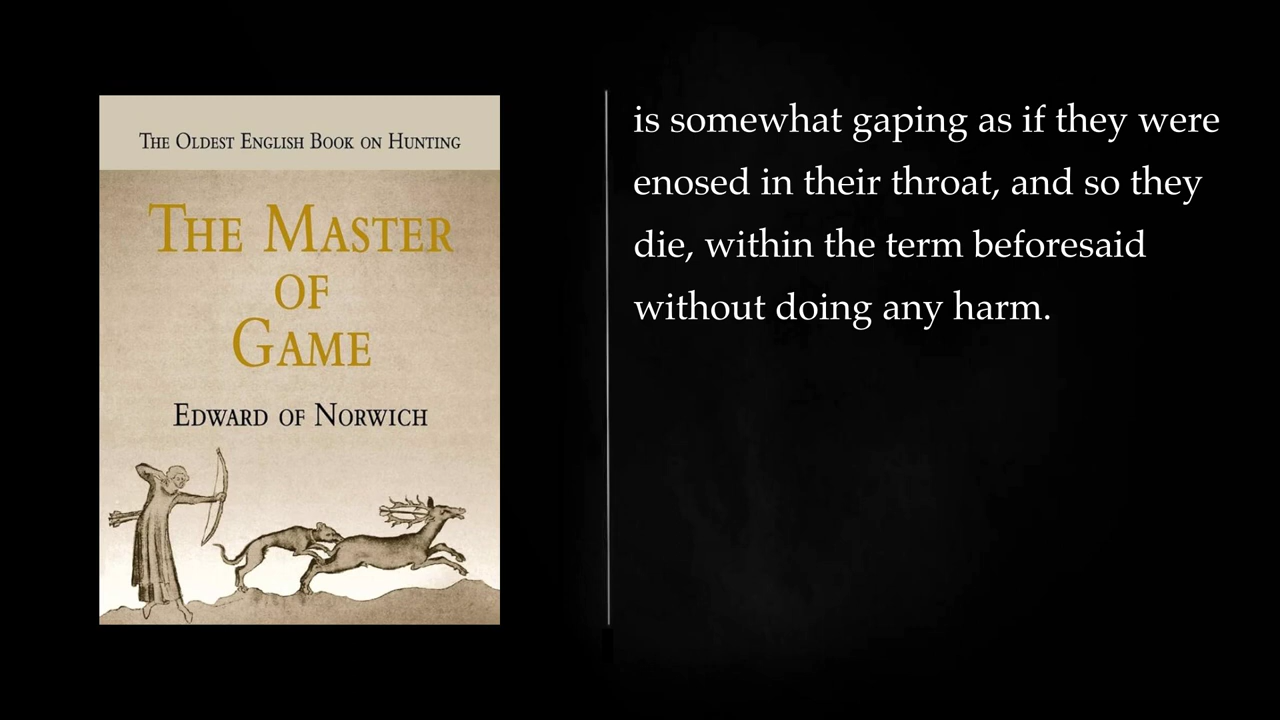 The Oldest English Book on Hunting
The Master
of
Game
Edward of Norwich
is somewhat gaping as if they were
enosed in their throat, and so they
die, within the term beforesaid
without doing any harm.